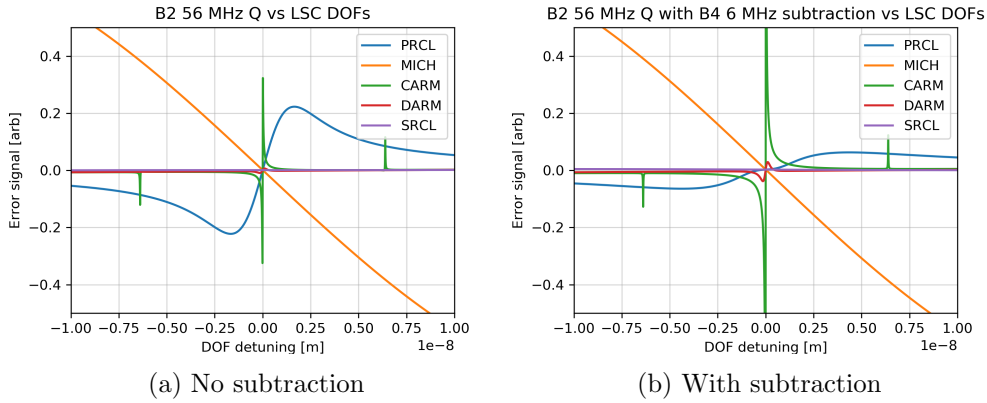 B2 56 MHz Q vs LSC DOFs
PRCL
MICH
CARM
DARM
SRCL
Error signal [arb]
0.4
0.2
0.0
−0.2
−0.4
−1.00 −0.75 −0.50 −0.25 0.00 0.25 0.50 0.75 1.00
DOF detuning [m]
1e−8
(a) No subtraction
B2 56 MHz Q with B4 6 MHz subtraction vs LSC DOFs
PRCL
MICH
CARM
DARM
SRCL
Error signal [arb]
0.4
0.2
0.0
−0.2
−0.4
−1.00 −0.75 −0.50 −0.25 0.00 0.25 0.50 0.75 1.00
DOF detuning [m]
1e−8
(b) With subtraction